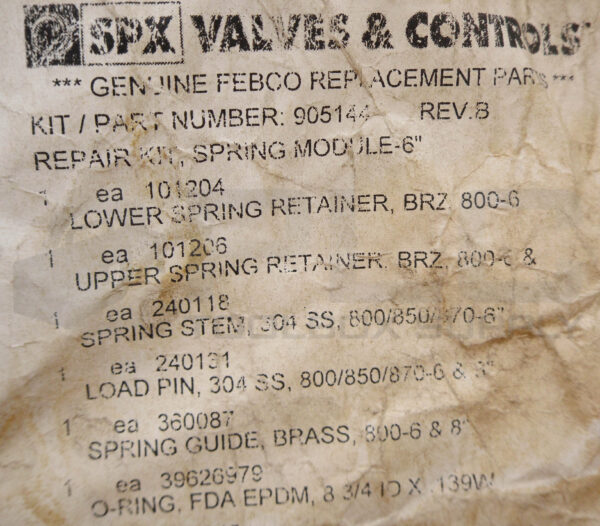 SPX VALVES & CONTROLS
*** GENUINE FEBCO REPLACEMENT PARTS ***
KIT / PART NUMBER: 905144 REV.B
REPAIR KIT, SPRING MODULE-6"
1 ea 101204
LOWER SPRING RETAINER, BRZ, 800-6
1 ea 101206
UPPER SPRING RETAINER, BRZ, 800-6 &
1 ea 240118
SPRING STEM, 304 SS, 800/850/870-6"
1 ea 240131
LOAD PIN, 304 SS, 800/850/870-6 & 8"
1 ea 360087
SPRING GUIDE, BRASS, 800-6 & 8"
1 ea 39626979
O-RING, FDA EPDM, 8 3/4 ID X .139W